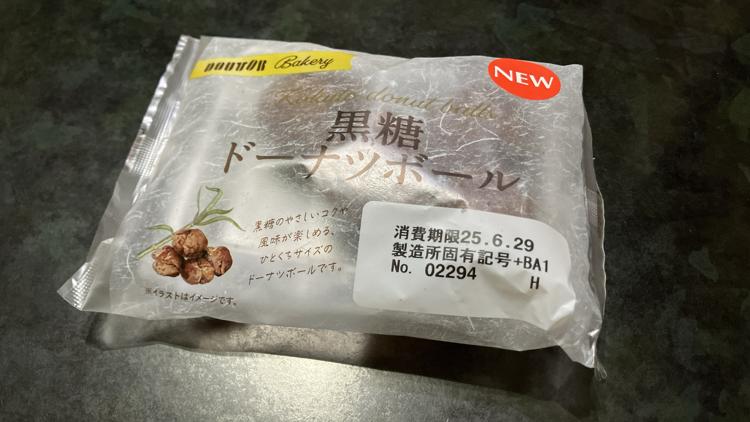 DOUTOR Bakery
NEW
donut balls
黒糖
ドーナツボール
黒糖のやさしいコクや
風味が楽しめる、
ひとくちサイズの
ドーナツボールです。
※イラストはイメージです。
消費期限25.6.29
製造所固有記号+BA1
No. 02294 H